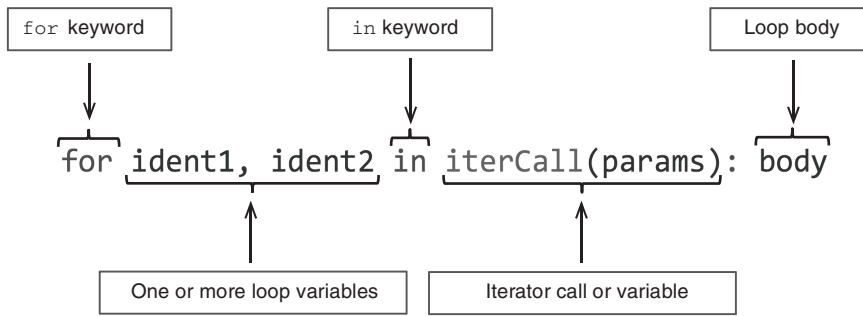 for keyword
in keyword
Loop body
for ident1, ident2 in iterCall(params): body
One or more loop variables
Iterator call or variable